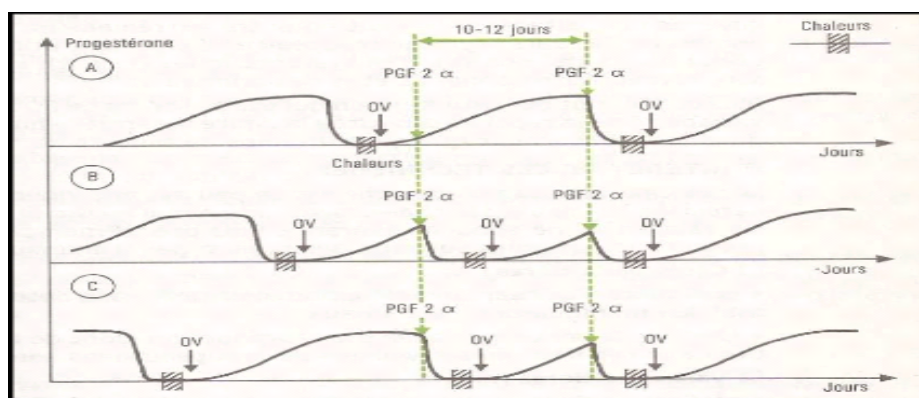 10-12 jours
Chaleurs
Progestérone
A
PGF 2 α
PGF 2 α
OV
OV
Chaleurs
Jours
B
PGF 2 α
PGF 2 α
OV
OV
OV
-Jours
C
PGF 2 α
PGF 2 α
OV
OV
OV
Jours